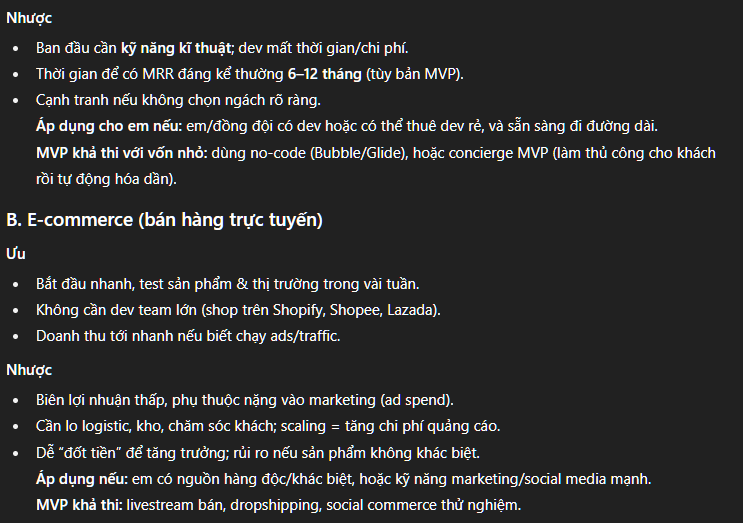 Nhược
• Ban đầu cần kỹ năng kĩ thuật; dev mất thời gian/chi phí.
• Thời gian để có MRR đáng kể thường 6–12 tháng (tùy bản MVP).
• Cạnh tranh nếu không chọn ngách rõ ràng.
Áp dụng cho em nếu: em/đồng đội có dev hoặc có thể thuê dev rẻ, và sẵn sàng đi đường dài.
MVP khả thi với vốn nhỏ: dùng no-code (Bubble/Glide), hoặc concierge MVP (làm thủ công cho khách
rồi tự động hóa dần).
B. E-commerce (bán hàng trực tuyến)
Ưu
• Bắt đầu nhanh, test sản phẩm & thị trường trong vài tuần.
• Không cần dev team lớn (shop trên Shopify, Shopee, Lazada).
• Doanh thu tới nhanh nếu biết chạy ads/traffic.
Nhược
• Biên lợi nhuận thấp, phụ thuộc nặng vào marketing (ad spend).
• Cần lo logistic, kho, chăm sóc khách; scaling = tăng chi phí quảng cáo.
• Dễ “đốt tiền” để tăng trưởng; rủi ro nếu sản phẩm không khác biệt.
Áp dụng nếu: em có nguồn hàng độc/khác biệt, hoặc kỹ năng marketing/social media mạnh.
MVP khả thi: livestream bán, dropshipping, social commerce thử nghiệm.